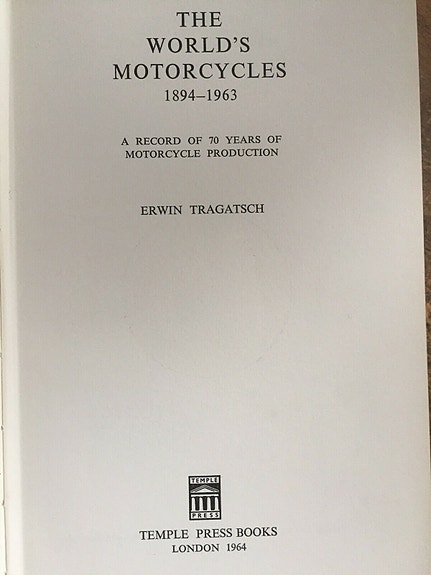 THE
WORLD'S
MOTORCYCLES
1894–1963
A RECORD OF 70 YEARS OF
MOTORCYCLE PRODUCTION
ERWIN TRAGATSCH
TEMPLE
PRESS
TEMPLE PRESS BOOKS
LONDON 1964